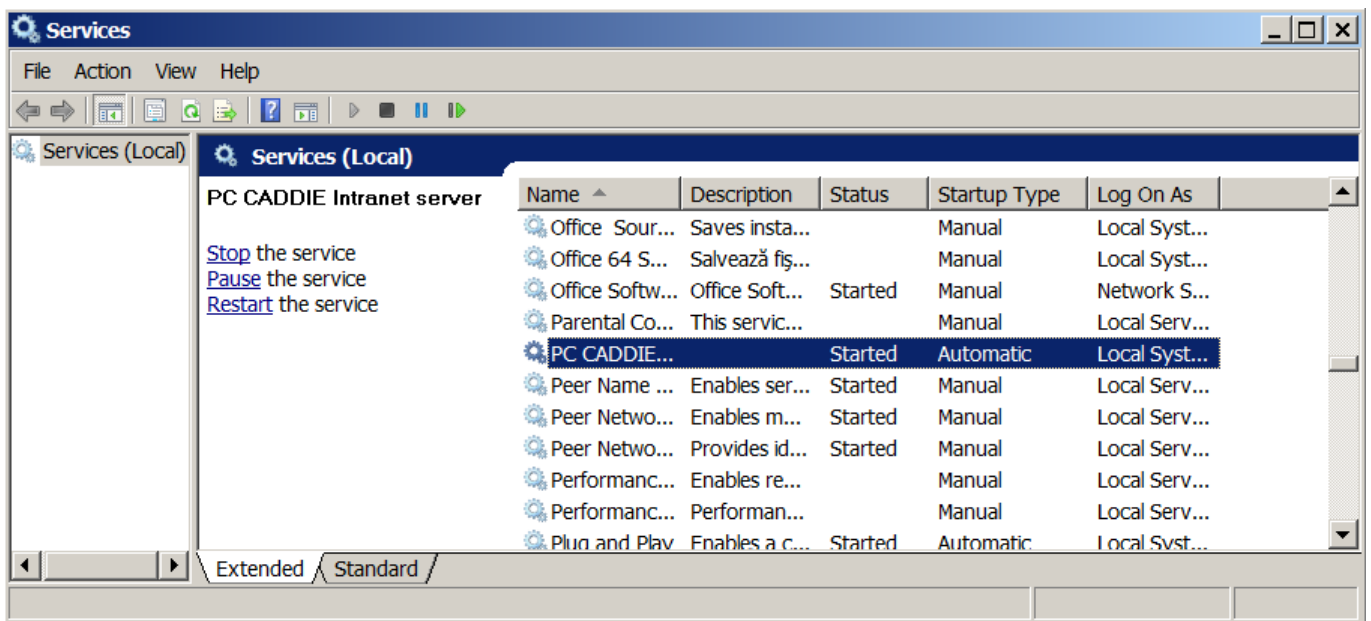 Services
File Action View Help
Services (Local)
Services (Local)
PC CADDIE Intranet server
Stop the service
Pause the service
Restart the service
Name Description Status Startup Type Log On As
Office Sour... Saves insta... Manual Local Syst...
Office 64 S... Salvează fiș... Manual Local Syst...
Office Softw... Office Soft... Started Manual Network S...
Parental Co... This servic... Manual Local Serv...
PC CADDIE... Started Automatic Local Syst...
Peer Name ... Enables ser... Started Manual Local Serv...
Peer Netwo... Enables m... Started Manual Local Serv...
Peer Netwo... Provides id... Started Manual Local Serv...
Performanc... Enables re... Manual Local Serv...
Performanc... Performan... Manual Local Serv...
Plug and Play Enables a c... Started Automatic Local Syst...
Extended Standard